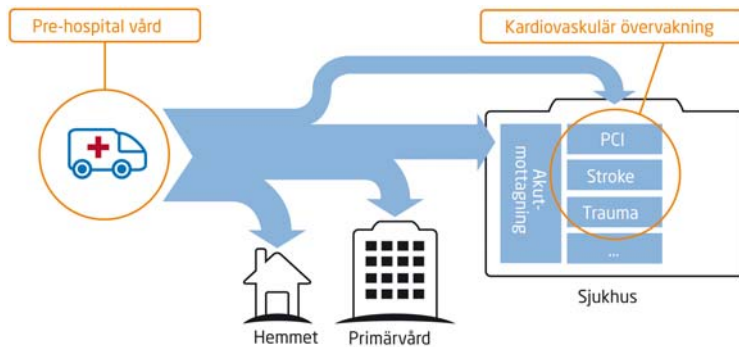 Pre-hospital vård
Kardiovaskulär övervakning
Akut-
mottagning
PCI
Stroke
Trauma
...
Sjukhus
Hemmet
Primärvård